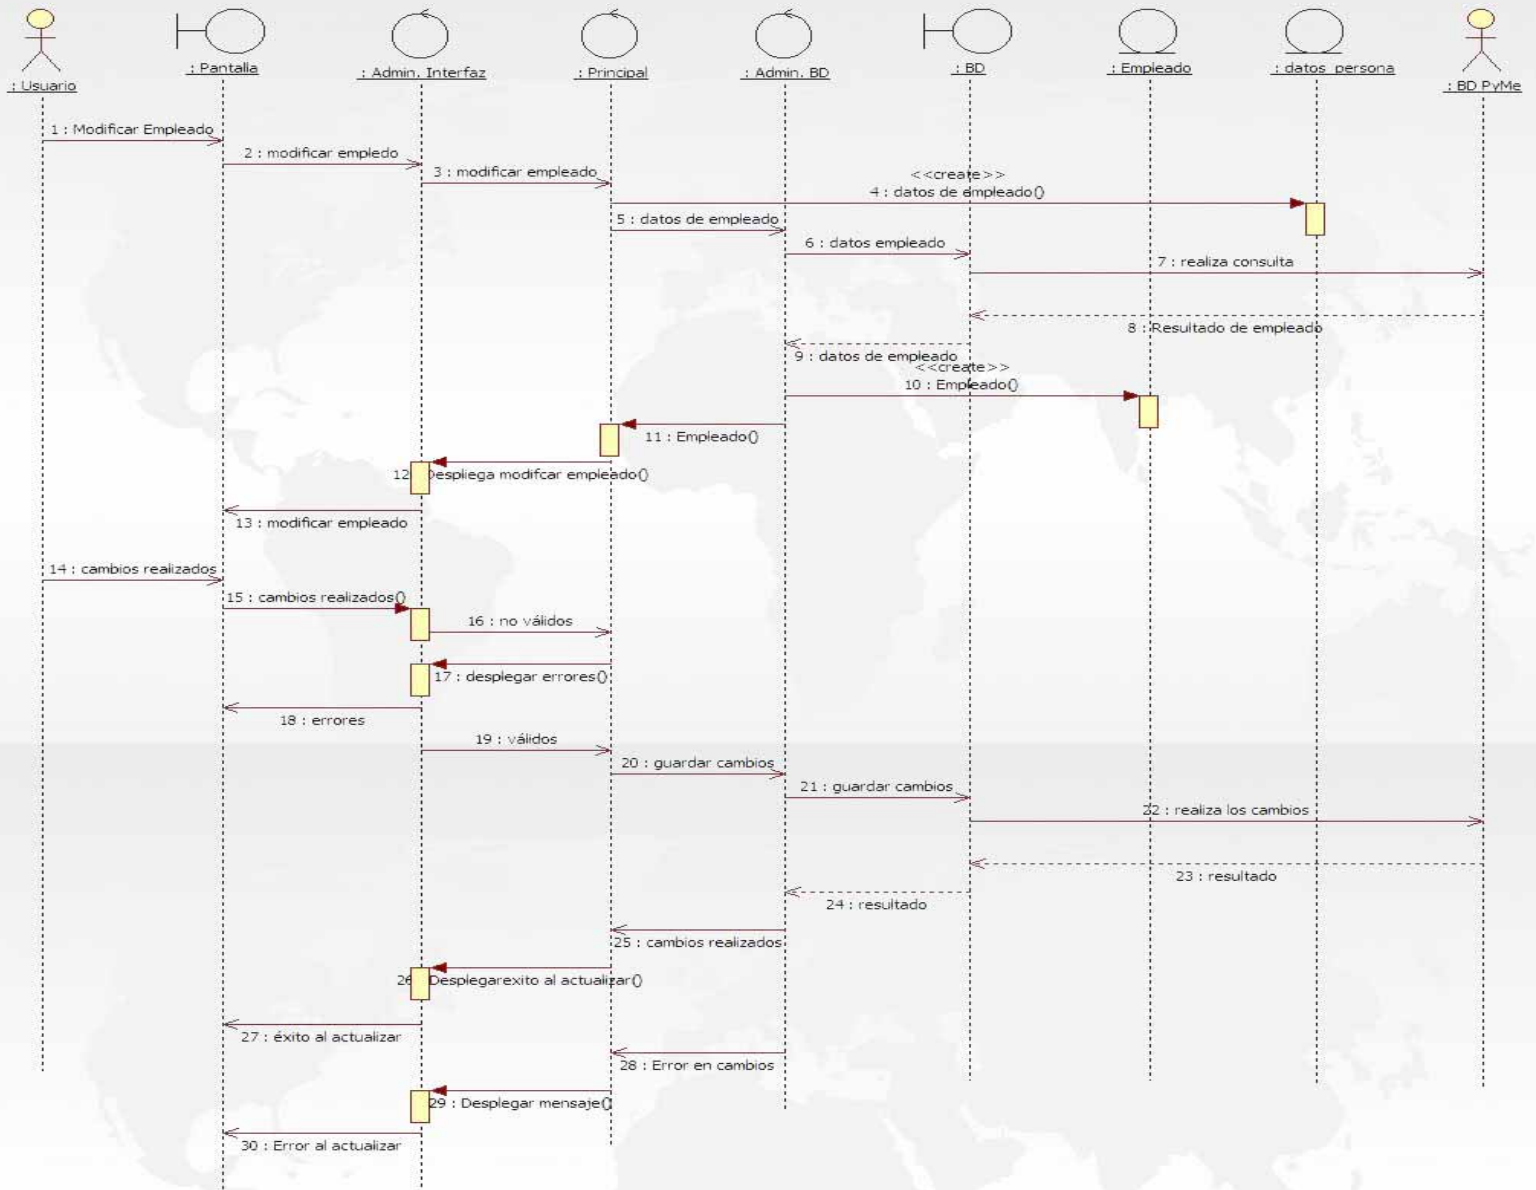 : Usuario
: Pantalla
: Admin. Interfaz
: Principal
: Admin. BD
: BD
: Empleado
: datos persona
: BD PyMe
1 : Modificar Empleado
2 : modificar empledo
3 : modificar empleado
<<create>>
4 : datos de empleado()
5 : datos de empleado
6 : datos empleado
7 : realiza consulta
8 : Resultado de empleado
9 : datos de empleado
<<create>>
10 : Empleado()
11 : Empleado()
12 : Despliega modifcar empleado()
13 : modificar empleado
14 : cambios realizados
15 : cambios realizados()
16 : no válidos
17 : desplegar errores()
18 : errores
19 : válidos
20 : guardar cambios
21 : guardar cambios
22 : realiza los cambios
23 : resultado
24 : resultado
25 : cambios realizados
26 : Desplegarexito al actualizar()
27 : éxito al actualizar
28 : Error en cambios
29 : Desplegar mensaje()
30 : Error al actualizar